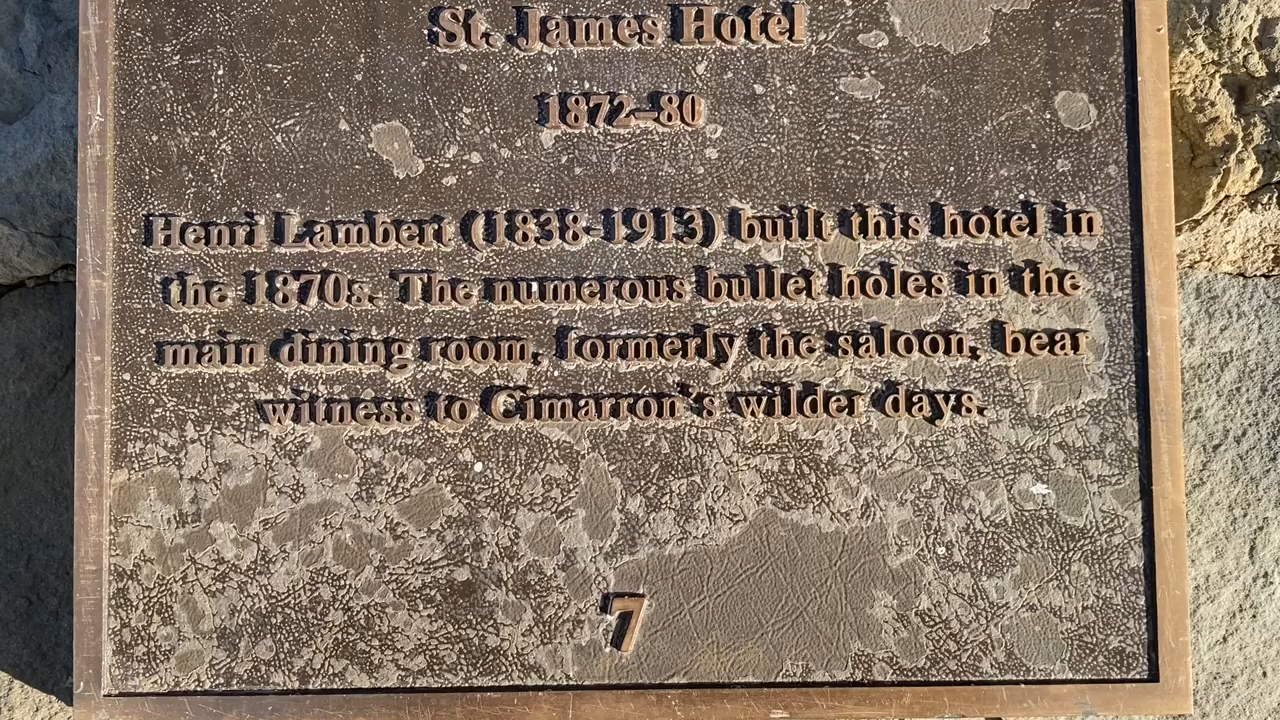 St. James Hotel
1872–80
Henri Lambert (1838-1913) built this hotel in
the 1870s. The numerous bullet holes in the
main dining room, formerly the saloon, bear
witness to Cimarron's wilder days.
7